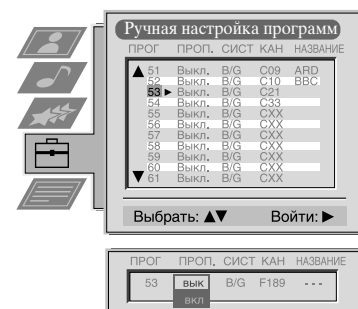 Ручная настройка программ
ПРОГ ПРОП. СИСТ КАН НАЗВАНИЕ
▲ 51 Выкл. B/G C09 ARD
52 Выкл. B/G C10 BBC
53 ▶ Выкл. B/G C21
54 Выкл. B/G C33
55 Выкл. B/G CXX
56 Выкл. B/G CXX
57 Выкл. B/G CXX
58 Выкл. B/G CXX
59 Выкл. B/G CXX
60 Выкл. B/G CXX
▼ 61 Выкл. B/G CXX
Выбрать: ▲▼ Войти: ▶
ПРОГ ПРОП. СИСТ КАН НАЗВАНИЕ
53 вык B/G F189 - - -
вкл